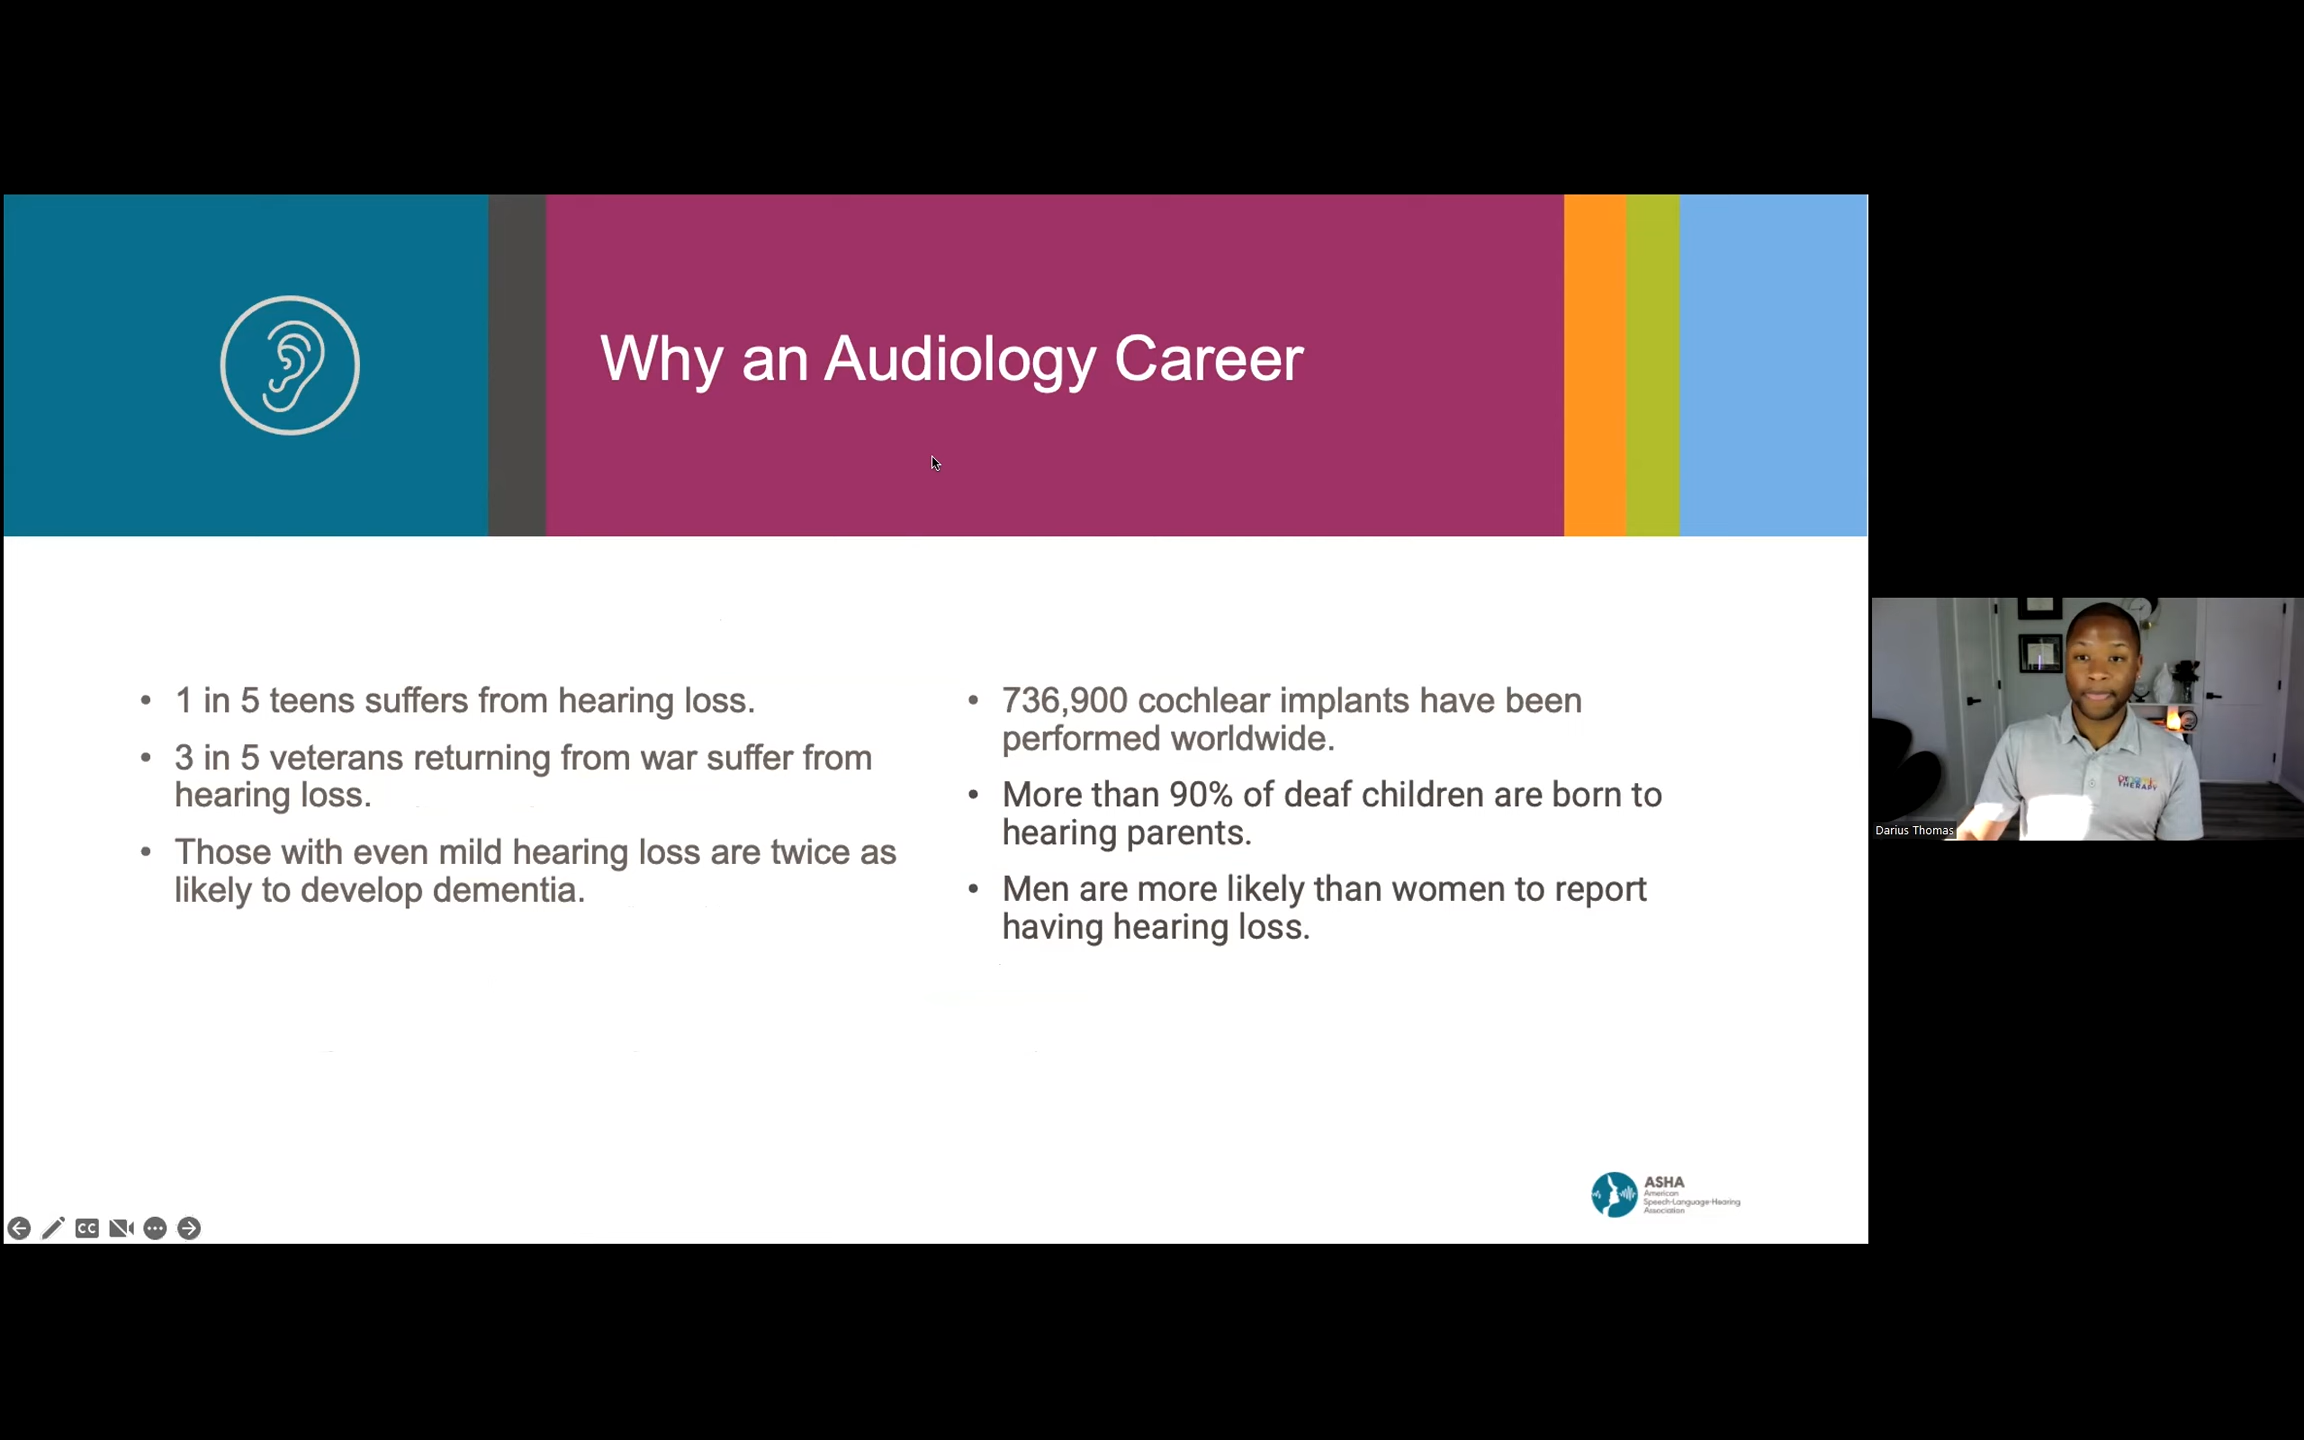 Why an Audiology Career
• 1 in 5 teens suffers from hearing loss.
• 3 in 5 veterans returning from war suffer from
hearing loss.
• Those with even mild hearing loss are twice as
likely to develop dementia.
• 736,900 cochlear implants have been
performed worldwide.
• More than 90% of deaf children are born to
hearing parents.
• Men are more likely than women to report
having hearing loss.
THERAPY
Darius Thomas
ASHA
American
Speech-Language-Hearing
Association
CC